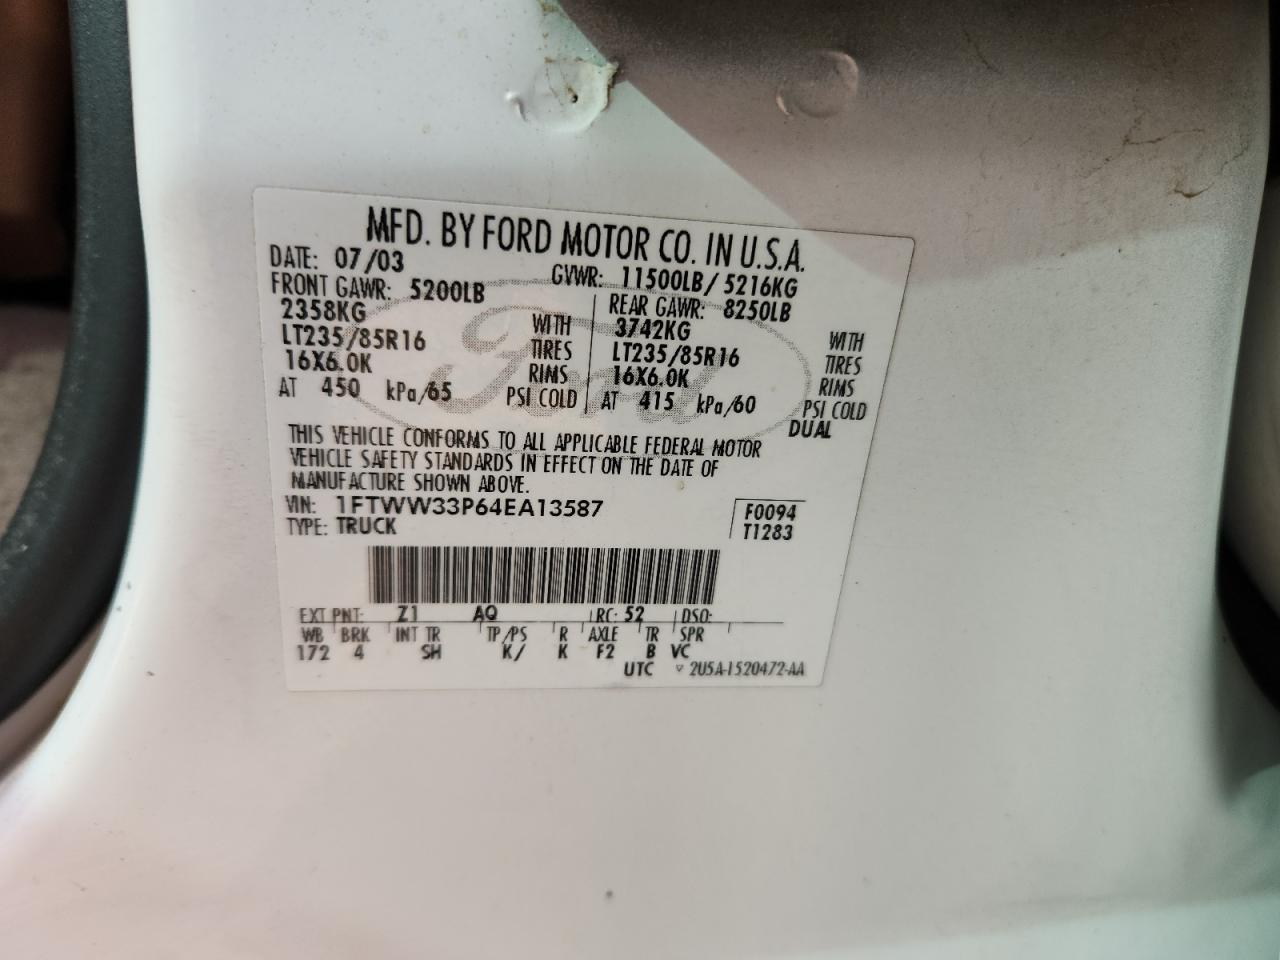 MFD. BY FORD MOTOR CO. IN U.S.A.
DATE: 07/03 GVWR: 11500LB/ 5216KG
FRONT GAWR: 5200LB REAR GAWR: 8250LB
2358KG WITH 3742KG WITH
LT235/85R16 TIRES LT235/85R16 TIRES
16X6.0K RIMS 16X6.0K RIMS
AT 450 kPa/65 PSI COLD AT 415 kPa/60 PSI COLD
DUAL
Ford
THIS VEHICLE CONFORMS TO ALL APPLICABLE FEDERAL MOTOR
VEHICLE SAFETY STANDARDS IN EFFECT ON THE DATE OF
MANUFACTURE SHOWN ABOVE.
VIN: 1FTWW33P64EA13587 F0094
TYPE: TRUCK T1283
EXT PNT: Z1 AQ RC: 52 DSO:
WB BRK INT TR TP/PS R AXLE TR SPR
172 4 SH K/ K F2 B VC
UTC ▿ 2U5A-1520472-AA